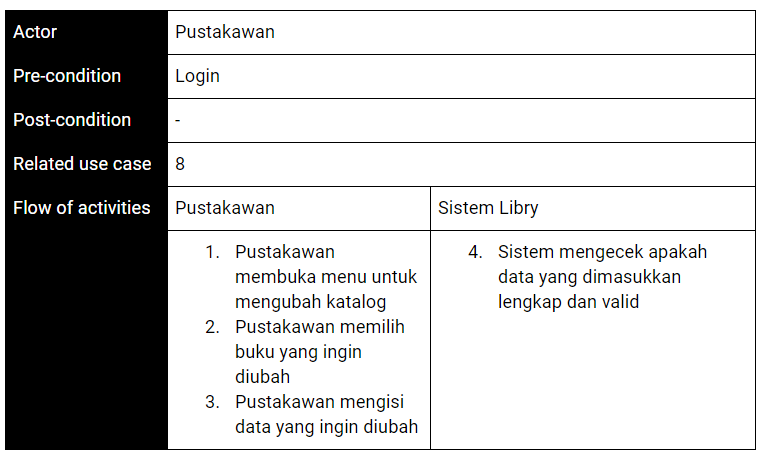 Actor
Pustakawan
Pre-condition
Login
Post-condition
-
Related use case
8
Flow of activities
Pustakawan
Sistem Libry
1. Pustakawan
membuka menu untuk
mengubah katalog
2. Pustakawan memilih
buku yang ingin
diubah
3. Pustakawan mengisi
data yang ingin diubah
4. Sistem mengecek apakah
data yang dimasukkan
lengkap dan valid